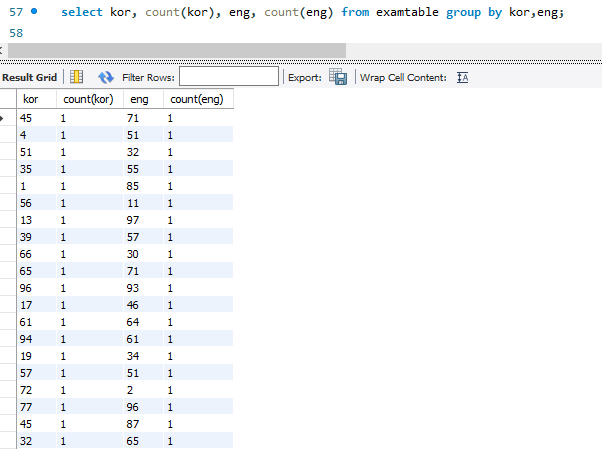 57 select kor, count(kor), eng, count(eng) from examtable group by kor,eng;
58
Result Grid Filter Rows: Export: Wrap Cell Content: IA
kor count(kor) eng count(eng)
45 1 71 1
4 1 51 1
51 1 32 1
35 1 55 1
1 1 85 1
56 1 11 1
13 1 97 1
39 1 57 1
66 1 30 1
65 1 71 1
96 1 93 1
17 1 46 1
61 1 64 1
94 1 61 1
19 1 34 1
57 1 51 1
72 1 2 1
77 1 96 1
45 1 87 1
32 1 65 1